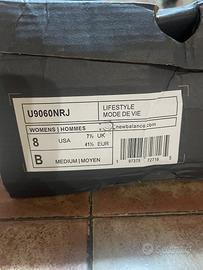 U9060NRJ
LIFESTYLE
MODE DE VIE
WOMENS | HOMMES
newbalance.com
8 USA 7½ UK
41½ EUR
B MEDIUM | MOYEN
Subito